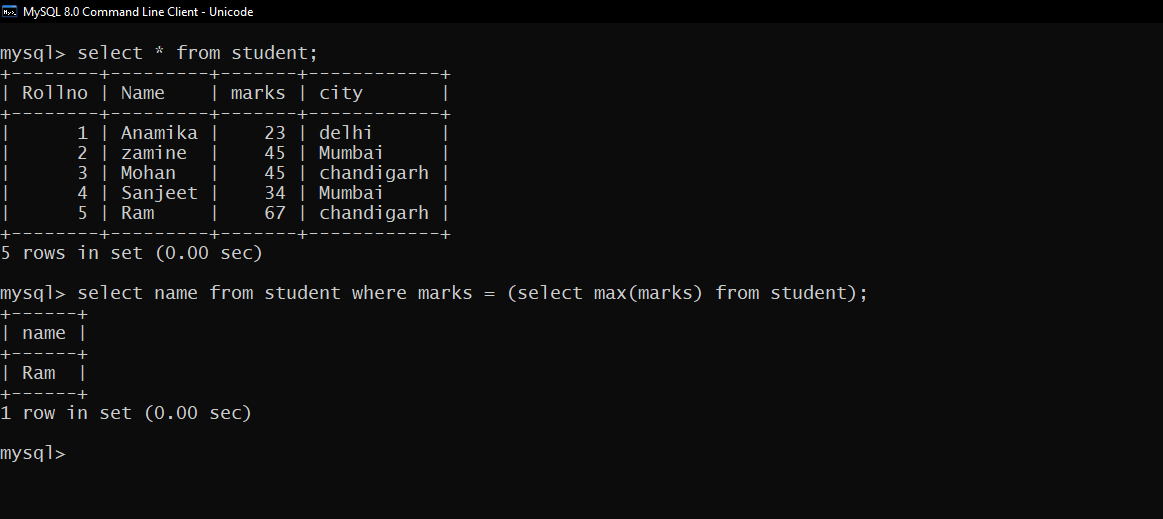 MySQL 8.0 Command Line Client - Unicode
mysql> select * from student;
+--------+----------+-------+------------+
| Rollno | Name     | marks | city       |
+--------+----------+-------+------------+
|      1 | Anamika |    23 | delhi      |
|      2 | zamine  |    45 | Mumbai     |
|      3 | Mohan   |    45 | chandigarh |
|      4 | Sanjeet |    34 | Mumbai     |
|      5 | Ram     |    67 | chandigarh |
+--------+---------+-------+------------+
5 rows in set (0.00 sec)
mysql> select name from student where marks = (select max(marks) from student);
+------+
| name |
+------+
| Ram  |
+------+
1 row in set (0.00 sec)
mysql>